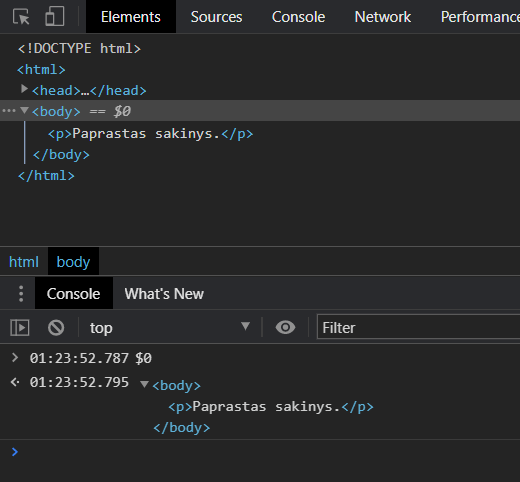 Elements Sources Console Network Performance
<!DOCTYPE html>
<html>
<head>…</head>
<body> == $0
<p>Paprastas sakinys.</p>
</body>
</html>
html body
Console What's New
top Filter
01:23:52.787 $0
01:23:52.795 <body>
<p>Paprastas sakinys.</p>
</body>